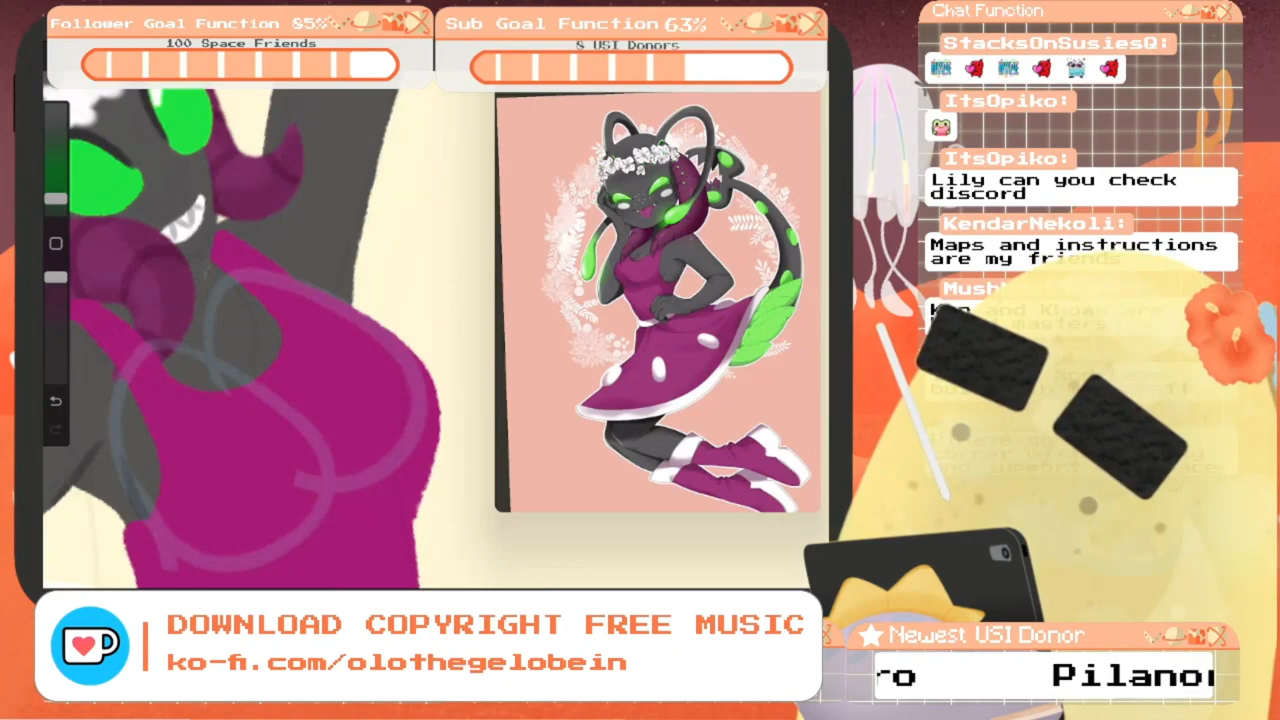 Follower Goal Function 85%
100 Space Friends
Sub Goal Function 63%
8 USI Donors
Chat Function
StacksOnSusiesQ:
ItsOpiko:
ItsOpiko:
Lily can you check
discord
KendarNekoli:
Maps and instructions
are my friends
DOWNLOAD COPYRIGHT FREE MUSIC
ko-fi.com/olothegelobein
Newest USI Donor